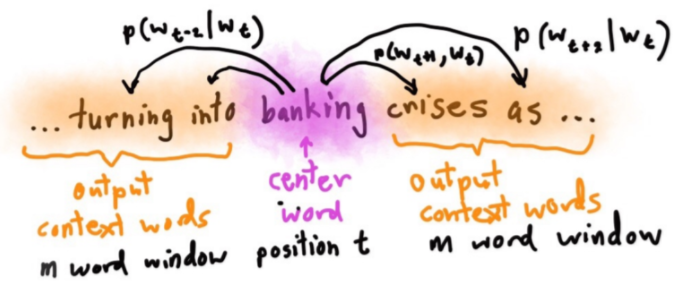 p(wt-2|wt) p(wt+1,wt) p(wt+2|wt)
... turning into banking crises as ...
output center output
context words word context words
m word window position t m word window